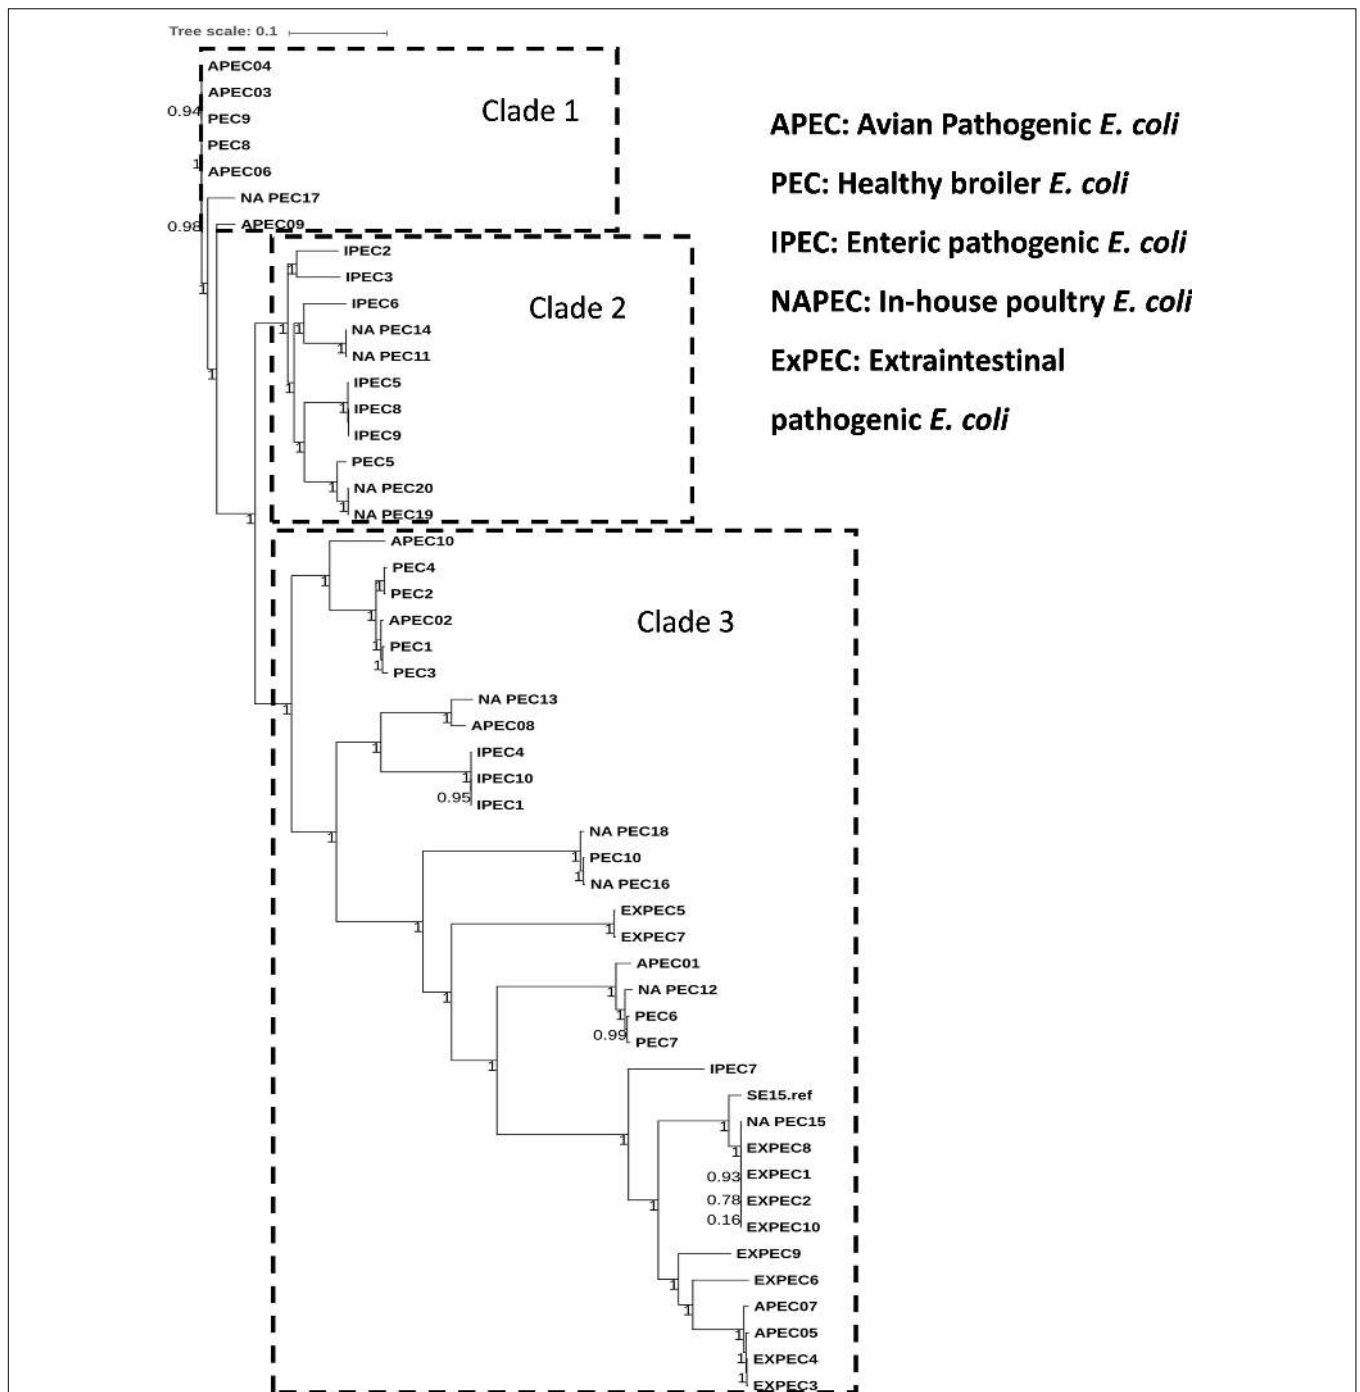 Tree scale: 0.1
APEC04
APEC03
0.94
PEC9
PEC8
1
APEC06
NA PEC17
0.98
APEC09
Clade 1
APEC: Avian Pathogenic E. coli
PEC: Healthy broiler E. coli
IPEC: Enteric pathogenic E. coli
NAPEC: In-house poultry E. coli
ExPEC: Extraintestinal
pathogenic E. coli
IPEC2
1
IPEC3
1
IPEC6
1
1
NA PEC14
1
NA PEC11
1
IPEC5
1
1
IPEC8
IPEC9
1
PEC5
1
NA PEC20
1
NA PEC19
1
Clade 2
APEC10
1
PEC4
1
PEC2
1
APEC02
1
PEC1
1
PEC3
Clade 3
NA PEC13
1
1
APEC08
1
IPEC4
1
IPEC10
0.95
IPEC1
1
NA PEC18
1
PEC10
1
NA PEC16
EXPEC5
1
1
EXPEC7
APEC01
1
1
NA PEC12
1
PEC6
0.99
PEC7
1
IPEC7
SE15.ref
NA PEC15
1
1
EXPEC8
1
0.93
EXPEC1
0.78
EXPEC2
1
0.16
EXPEC10
EXPEC9
1
EXPEC6
1
APEC07
1
APEC05
1
EXPEC4
1
EXPEC3